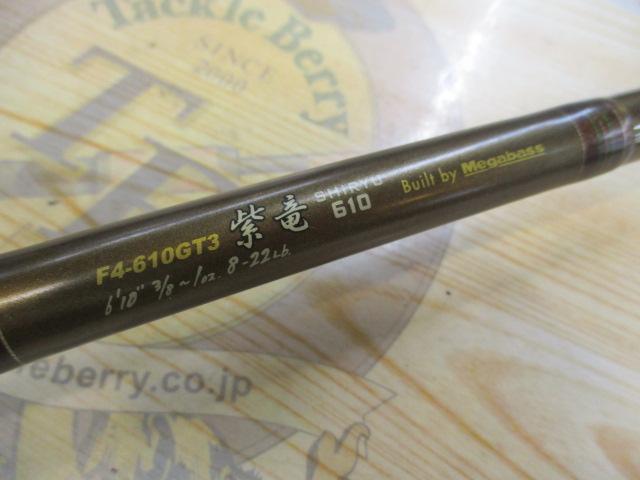 Tackle Berry
SINCE
2000
F4-610GT3 紫竜 SHIRYU 610 Built by Megabass
6'10" 3/8~1oz. 8-22Lb.
leberry.co.jp